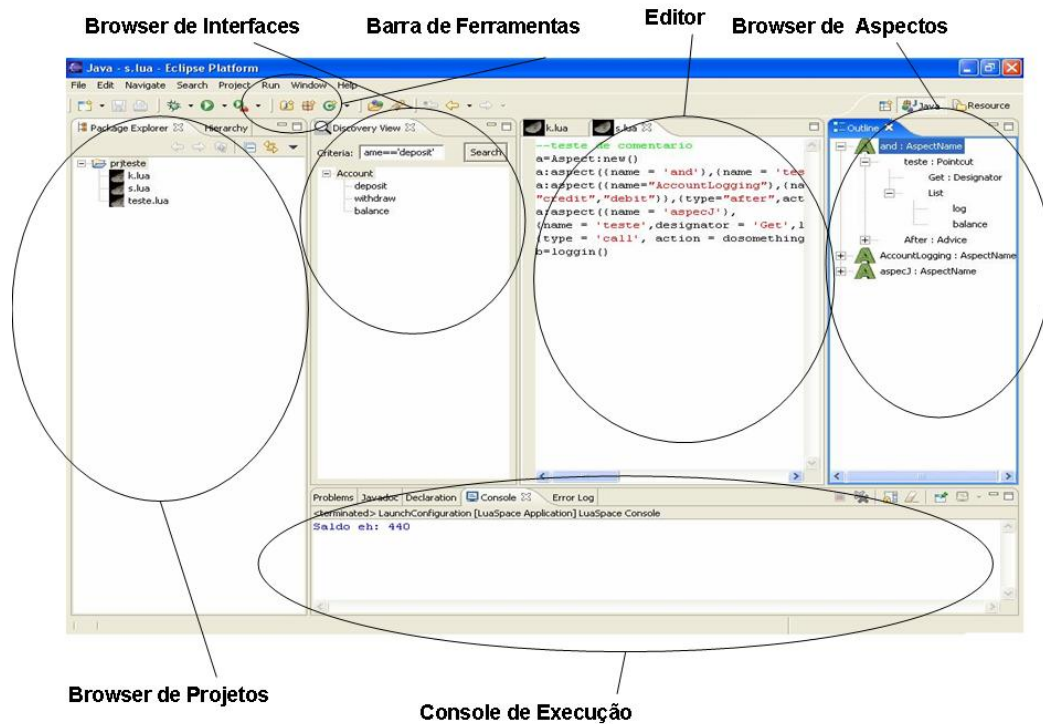 Browser de Interfaces
Barra de Ferramentas
Editor
Browser de Aspectos
Java - s.lua - Eclipse Platform
File Edit Navigate Search Project Run Window Help
Java
Resource
Package Explorer
Hierarchy
prjteste
k.lua
s.lua
teste.lua
Discovery View
Criteria: ame=='deposit' Search
Account
deposit
withdraw
balance
k.lua
s.lua
--teste de comentario
a=Aspect:new()
a:aspect({name = 'and'},{name = 'tes
a:aspect({name="AccountLogging"},{na
"credit","debit"}},{type="after",act
a:aspect({name = 'aspecJ'},
{name = 'teste',designator = 'Get',l
{type = 'call', action = dosomething
b=loggin()
Outline
and : AspectName
teste : Pointcut
Get : Designator
List
log
balance
After : Advice
AccountLogging : AspectName
aspecJ : AspectName
Problems Javadoc Declaration Console Error Log
<terminated> LaunchConfiguration [LuaSpace Application] LuaSpace Console
Saldo eh: 440
Browser de Projetos
Console de Execução